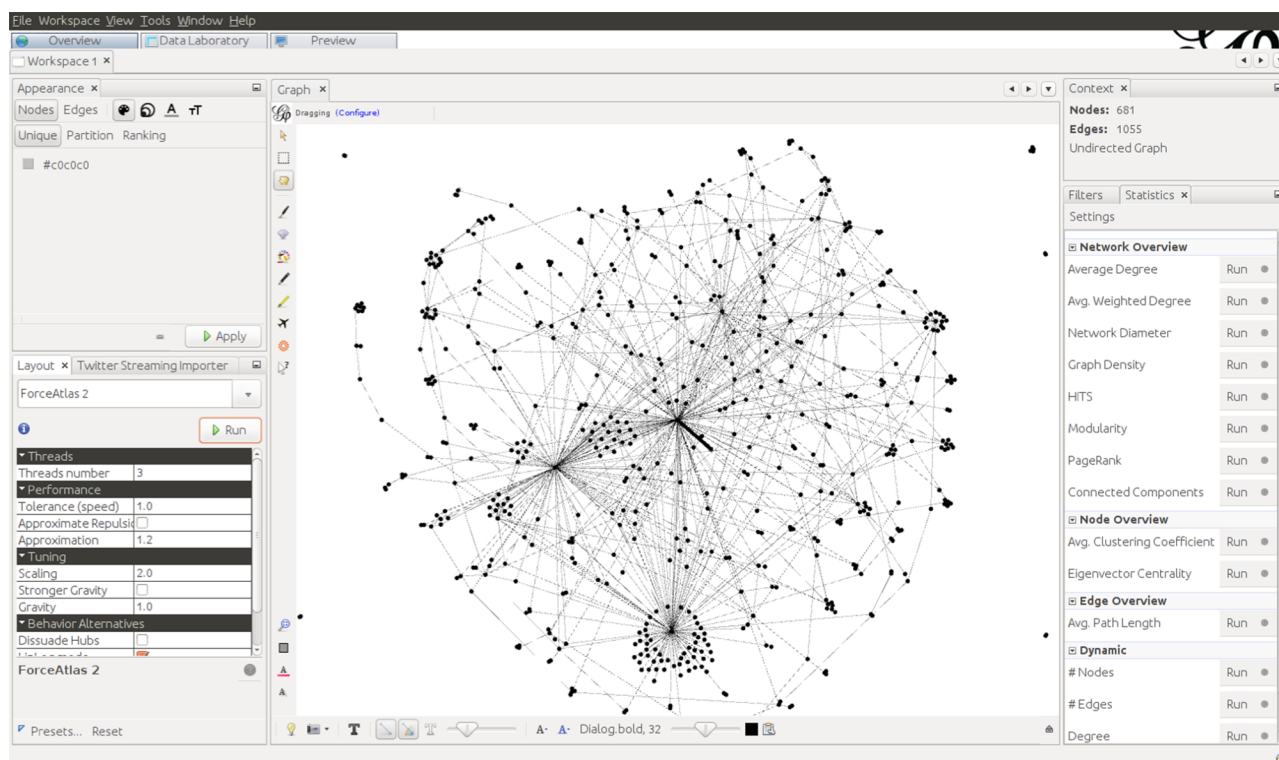 File Workspace View Tools Window Help
Overview Data Laboratory Preview
Workspace 1
Appearance
Nodes Edges
Unique Partition Ranking
#c0c0c0
Apply
Layout Twitter Streaming Importer
ForceAtlas 2
Run
Threads
Threads number 3
Performance
Tolerance (speed) 1.0
Approximate
Approximation 1.2
Tuning
Scaling 2.0
Stronger Gravity
Gravity 1.0
Behavior Alternatives
Dissuade Hubs
ForceAtlas 2
Presets... Reset
Graph
Dragging (Configure)
Dialog.bold, 32
Context
Nodes: 681
Edges: 1055
Undirected Graph
Filters Statistics
Settings
Network Overview
Average Degree Run
Avg. Weighted Degree Run
Network Diameter Run
Graph Density Run
HITS Run
Modularity Run
PageRank Run
Connected Components Run
Node Overview
Avg. Clustering Coefficient Run
Eigenvector Centrality Run
Edge Overview
Avg. Path Length Run
Dynamic
# Nodes Run
# Edges Run
Degree Run